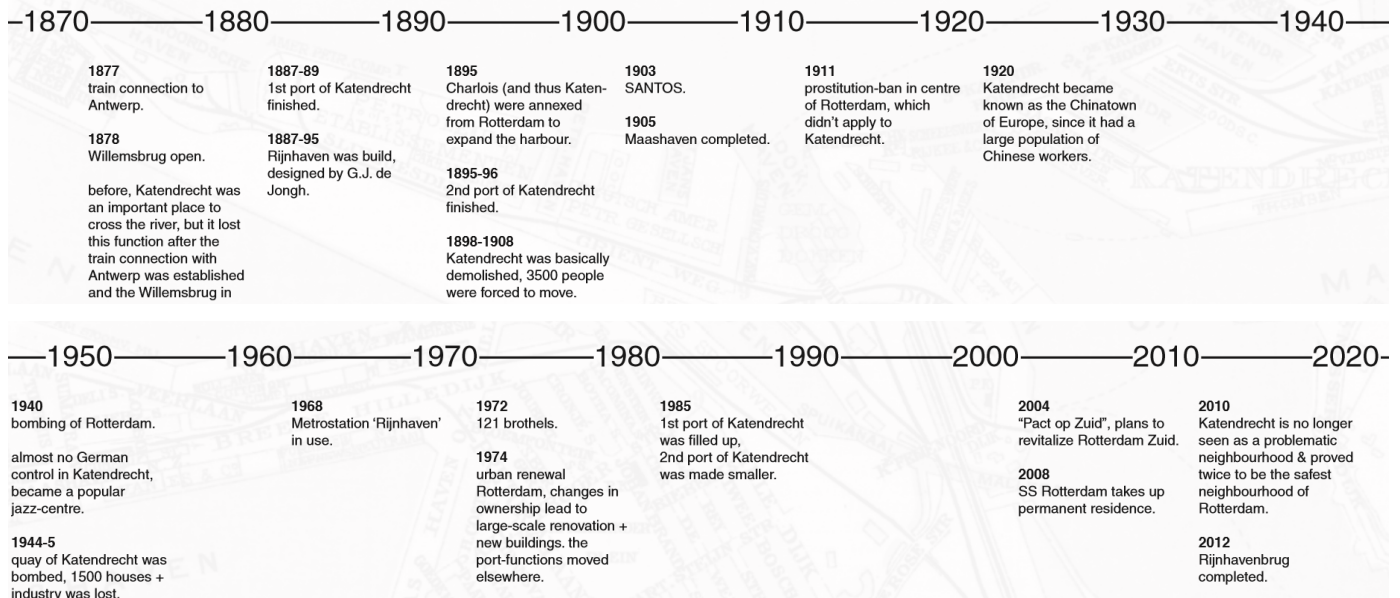 1870 1880 1890 1900 1910 1920 1930 1940
1877
train connection to
Antwerp.
1878
Willemsbrug open.
before, Katendrecht was
an important place to
cross the river, but it lost
this function after the
train connection with
Antwerp was established
and the Willemsbrug in
1887-89
1st port of Katendrecht
finished.
1887-95
Rijnhaven was build,
designed by G.J. de
Jongh.
1895
Charlois (and thus Katen-
drecht) were annexed
from Rotterdam to
expand the harbour.
1895-96
2nd port of Katendrecht
finished.
1898-1908
Katendrecht was basically
demolished, 3500 people
were forced to move.
1903
SANTOS.
1905
Maashaven completed.
1911
prostitution-ban in centre
of Rotterdam, which
didn't apply to
Katendrecht.
1920
Katendrecht became
known as the Chinatown
of Europe, since it had a
large population of
Chinese workers.
1950 1960 1970 1980 1990 2000 2010 2020
1940
bombing of Rotterdam.
almost no German
control in Katendrecht,
became a popular
jazz-centre.
1944-5
quay of Katendrecht was
bombed, 1500 houses +
industry was lost.
1968
Metrostation 'Rijnhaven'
in use.
1972
121 brothels.
1974
urban renewal
Rotterdam, changes in
ownership lead to
large-scale renovation +
new buildings. the
port-functions moved
elsewhere.
1985
1st port of Katendrecht
was filled up,
2nd port of Katendrecht
was made smaller.
2004
"Pact op Zuid", plans to
revitalize Rotterdam Zuid.
2008
SS Rotterdam takes up
permanent residence.
2010
Katendrecht is no longer
seen as a problematic
neighbourhood & proved
twice to be the safest
neighbourhood of
Rotterdam.
2012
Rijnhavenbrug
completed.